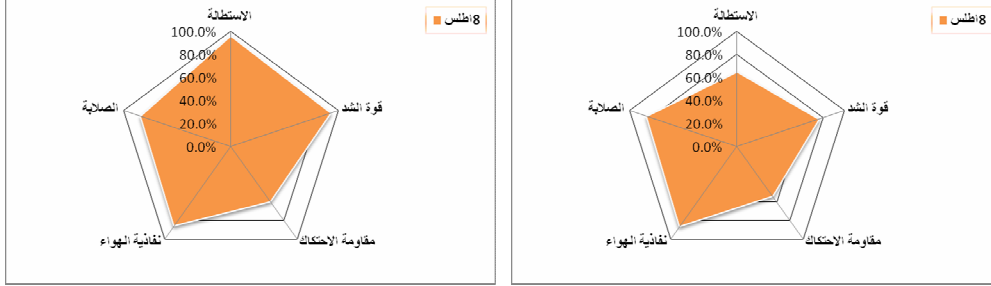 الاستطالة
8اطلس
100.0%
80.0%
60.0%
40.0%
20.0%
0.0%
قوة الشد
الصلابة
مقاومة الاحتكاك
نفاذية الهواء
الاستطالة
8اطلس
100.0%
80.0%
60.0%
40.0%
20.0%
0.0%
قوة الشد
الصلابة
مقاومة الاحتكاك
نفاذية الهواء